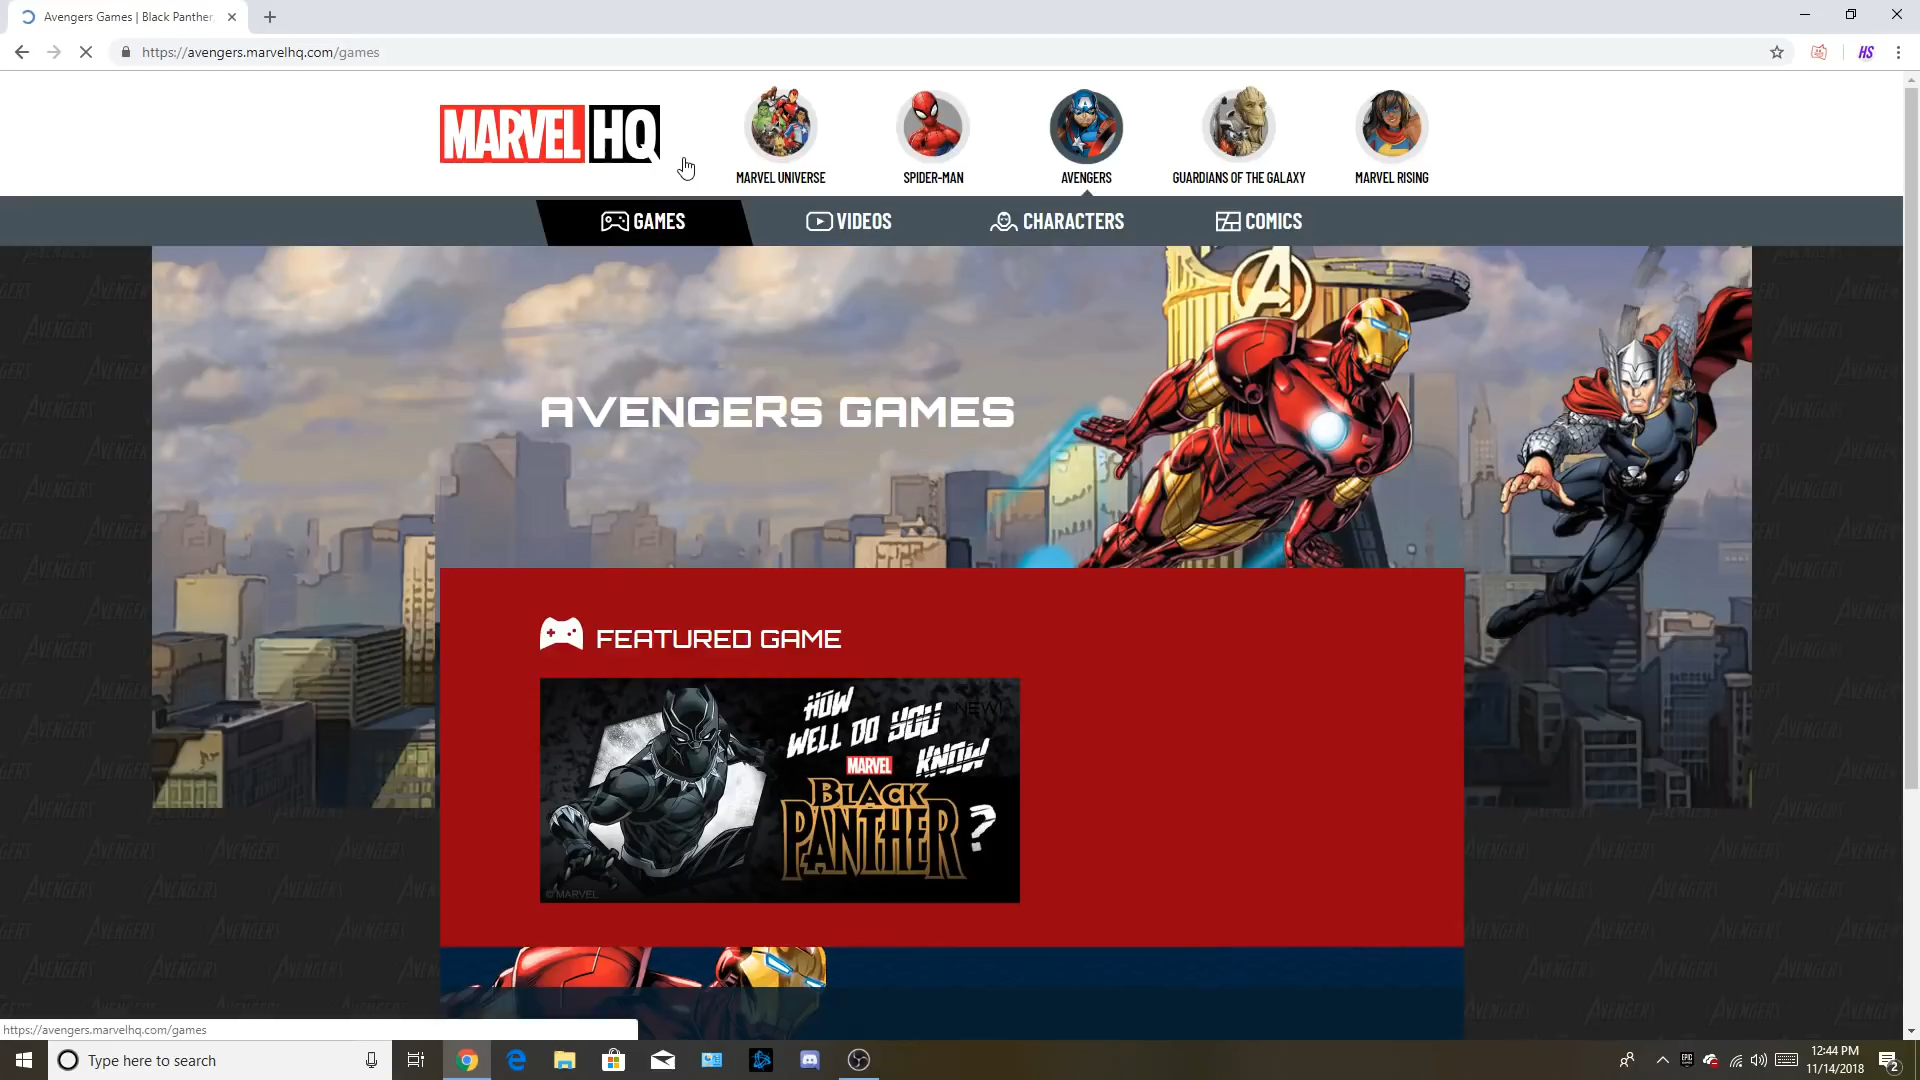 Avengers Games | Black Panther
https://avengers.marvelhq.com/games
HS
MARVEL HQ
MARVEL UNIVERSE
SPIDER-MAN
AVENGERS
GUARDIANS OF THE GALAXY
MARVEL RISING
GAMES
VIDEOS
CHARACTERS
COMICS
AVENGERS GAMES
FEATURED GAME
NEW!
HOW
WELL DO YOU
KNOW
MARVEL
BLACK
PANTHER?
© MARVEL
https://avengers.marvelhq.com/games
Type here to search
12:44 PM
11/14/2018
2